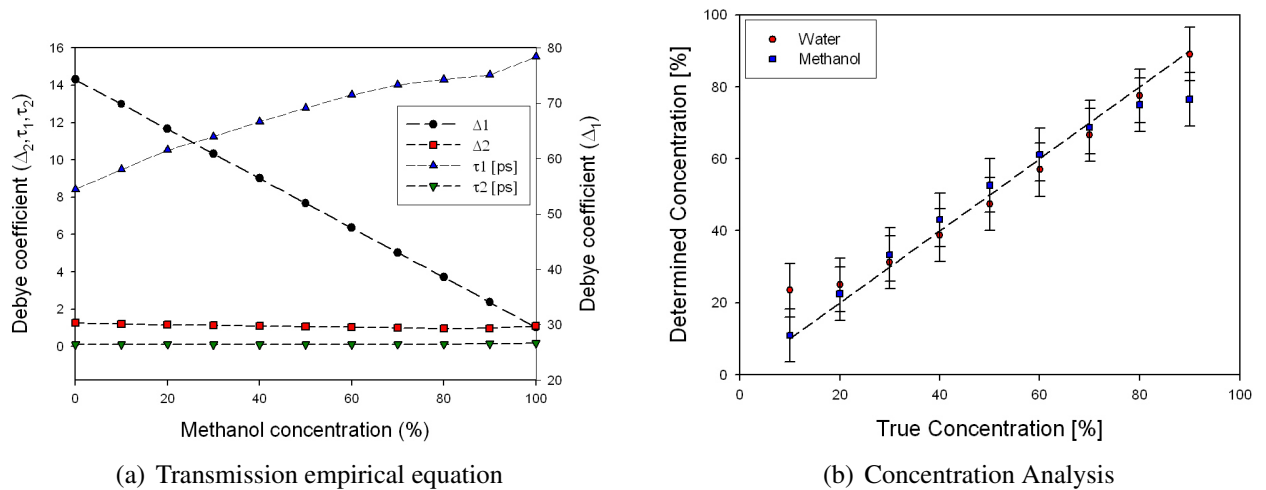 16
14
12
10
8
6
4
2
0
80
70
60
50
40
30
20
0 20 40 60 80 100
Debye coefficient (Δ2,τ1,τ2)
Debye coefficient (Δ1)
Δ1
Δ2
τ1 [ps]
τ2 [ps]
Methanol concentration (%)
(a) Transmission empirical equation
100
80
60
40
20
0
0 20 40 60 80 100
Determined Concentration [%]
Water
Methanol
True Concentration [%]
(b) Concentration Analysis